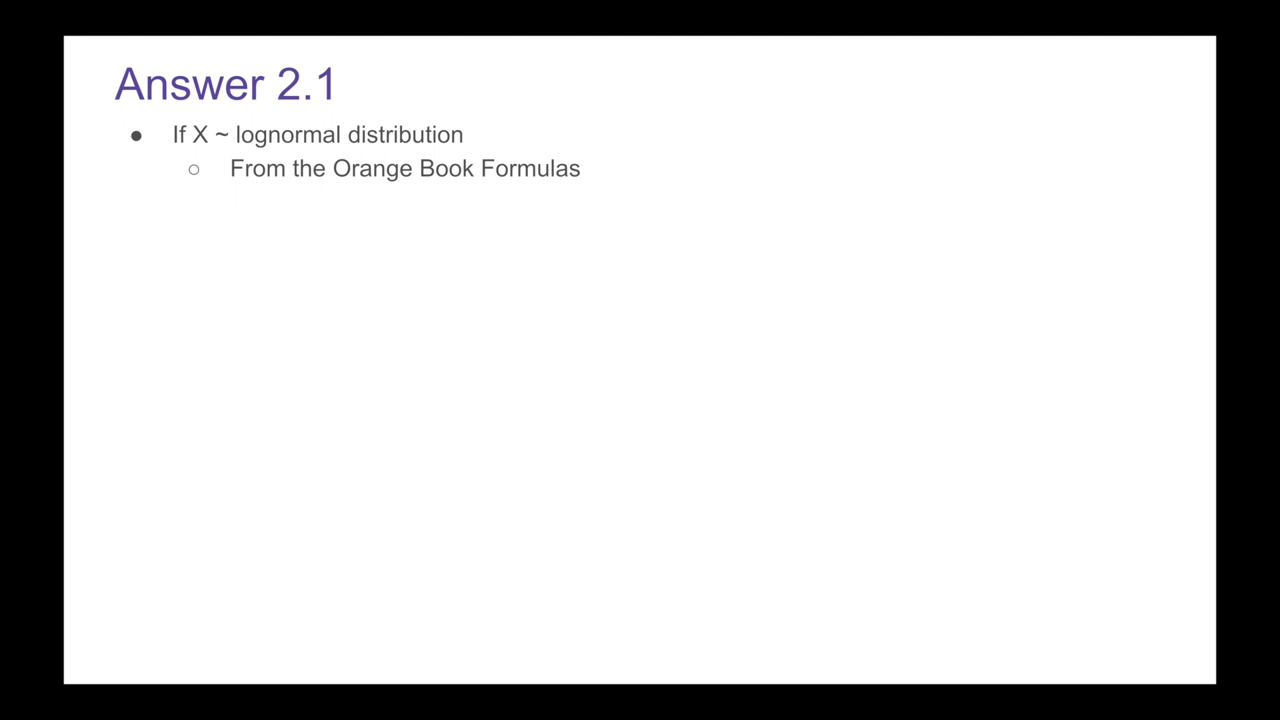 Answer 2.1
● If X ~ lognormal distribution
○ From the Orange Book Formulas